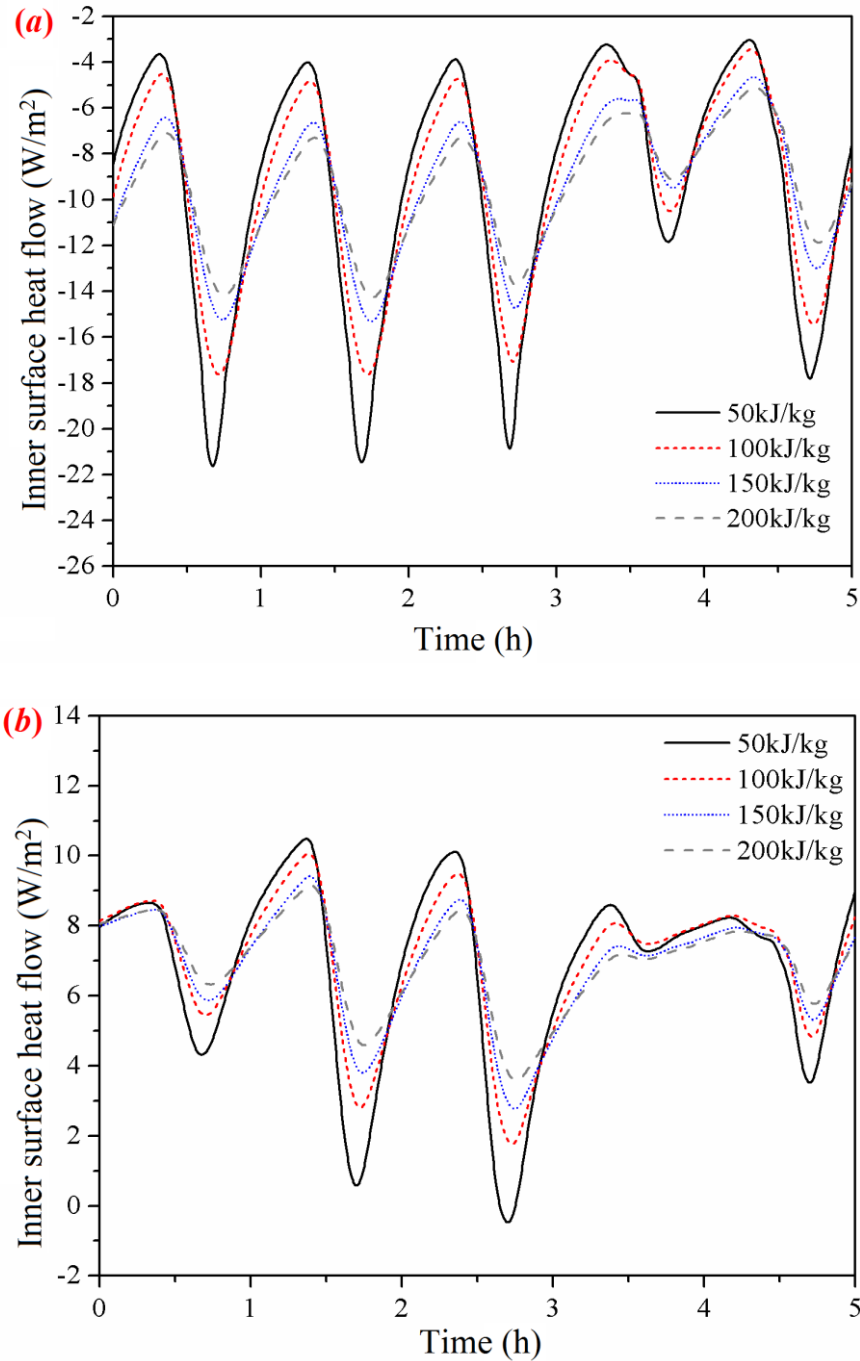 (a)
-2
-4
-6
-8
-10
-12
-14
-16
-18
-20
-22
-24
-26
Inner surface heat flow (W/m²)
50kJ/kg
100kJ/kg
150kJ/kg
200kJ/kg
0 1 2 3 4 5
Time (h)
(b)
14
12
10
8
6
4
2
0
-2
Inner surface heat flow (W/m²)
50kJ/kg
100kJ/kg
150kJ/kg
200kJ/kg
0 1 2 3 4 5
Time (h)